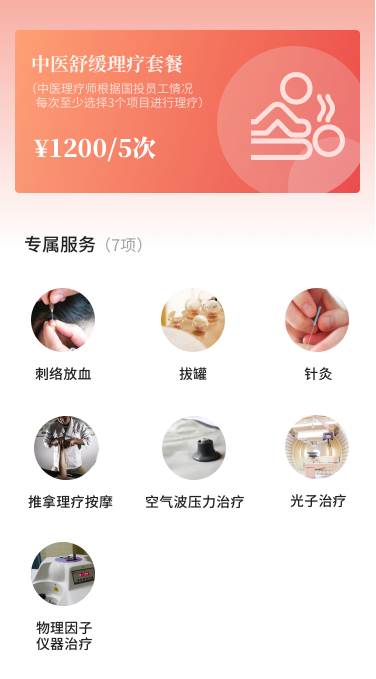 中医舒缓理疗套餐
（中医理疗师根据国投员工情况
每次至少选择3个项目进行理疗）
¥1200/5次
专属服务（7项）
刺络放血
拔罐
针灸
推拿理疗按摩
空气波压力治疗
光子治疗
物理因子
仪器治疗